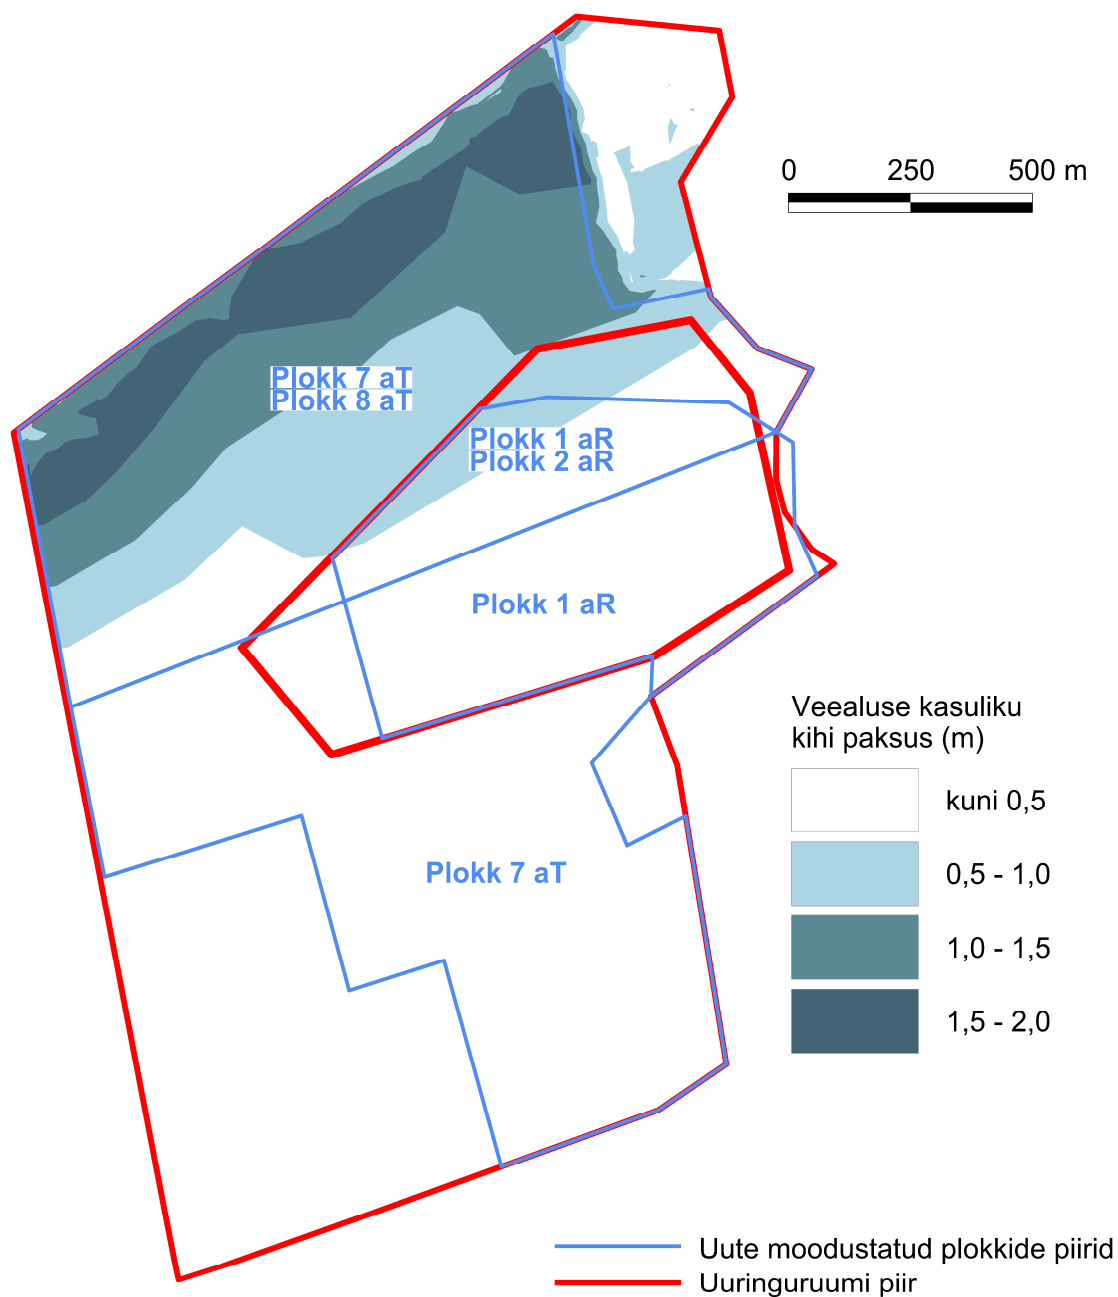 0 250 500 m
Plokk 7 aT
Plokk 8 aT
Plokk 1 aR
Plokk 2 aR
Plokk 1 aR
Plokk 7 aT
Veealuse kasuliku
kihi paksus (m)
kuni 0,5
0,5 - 1,0
1,0 - 1,5
1,5 - 2,0
Uute moodustatud plokkide piirid
Uuringuruumi piir